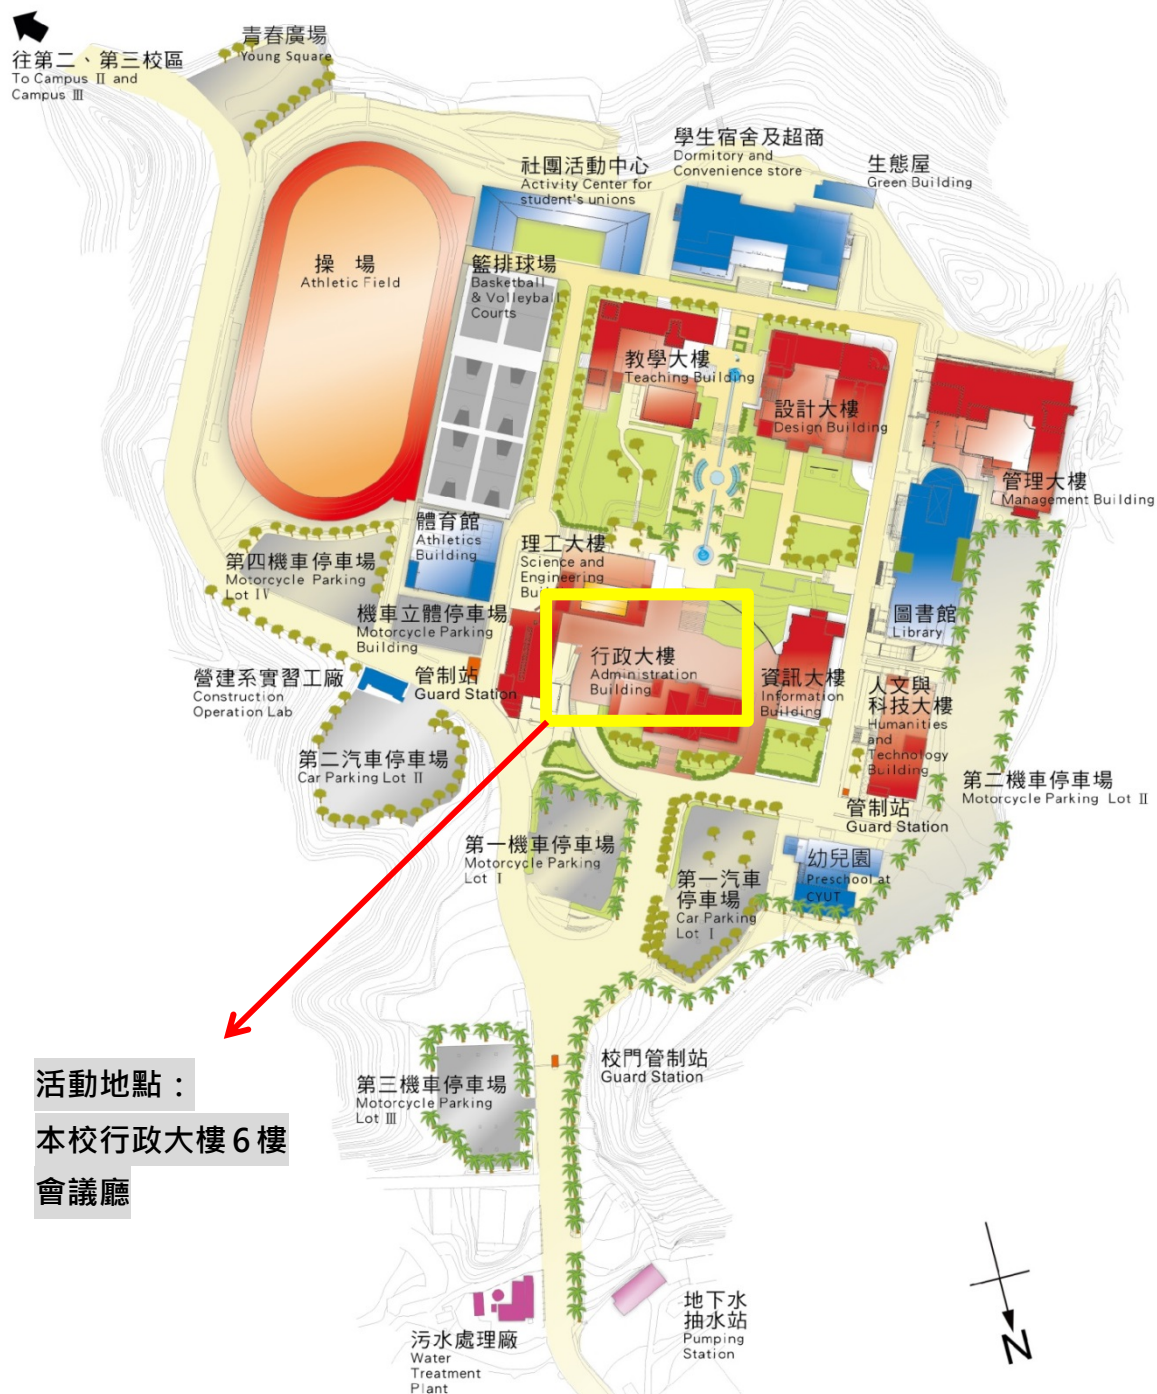 往第二、第三校區
To Campus Ⅱ and
Campus Ⅲ
青春廣場
Young Square
社團活動中心
Activity Center for
student's unions
學生宿舍及超商
Dormitory and
Convenience store
生態屋
Green Building
操 場
Athletic Field
籃排球場
Basketball
& Volleyball
Courts
教學大樓
Teaching Building
設計大樓
Design Building
管理大樓
Management Building
體育館
Athletics
Building
理工大樓
Science and
Engineering
第四機車停車場
Motorcycle Parking
Lot Ⅳ
機車立體停車場
Motorcycle Parking
Building
圖書館
Library
行政大樓
Administration
Building
資訊大樓
Information
Building
人文與
科技大樓
Humanities
and
Technology
Building
營建系實習工廠
Construction
Operation Lab
管制站
Guard Station
第二汽車停車場
Car Parking Lot Ⅱ
第二機車停車場
Motorcycle Parking Lot Ⅱ
管制站
Guard Station
第一機車停車場
Motorcycle Parking
Lot Ⅰ
第一汽車
停車場
Car Parking
Lot Ⅰ
幼兒園
Preschool at
CYUT
校門管制站
Guard Station
第三機車停車場
Motorcycle Parking
Lot Ⅲ
活動地點：
本校行政大樓6樓
會議廳
地下水
抽水站
Pumping
Station
污水處理廠
Water
Treatment
Plant
N